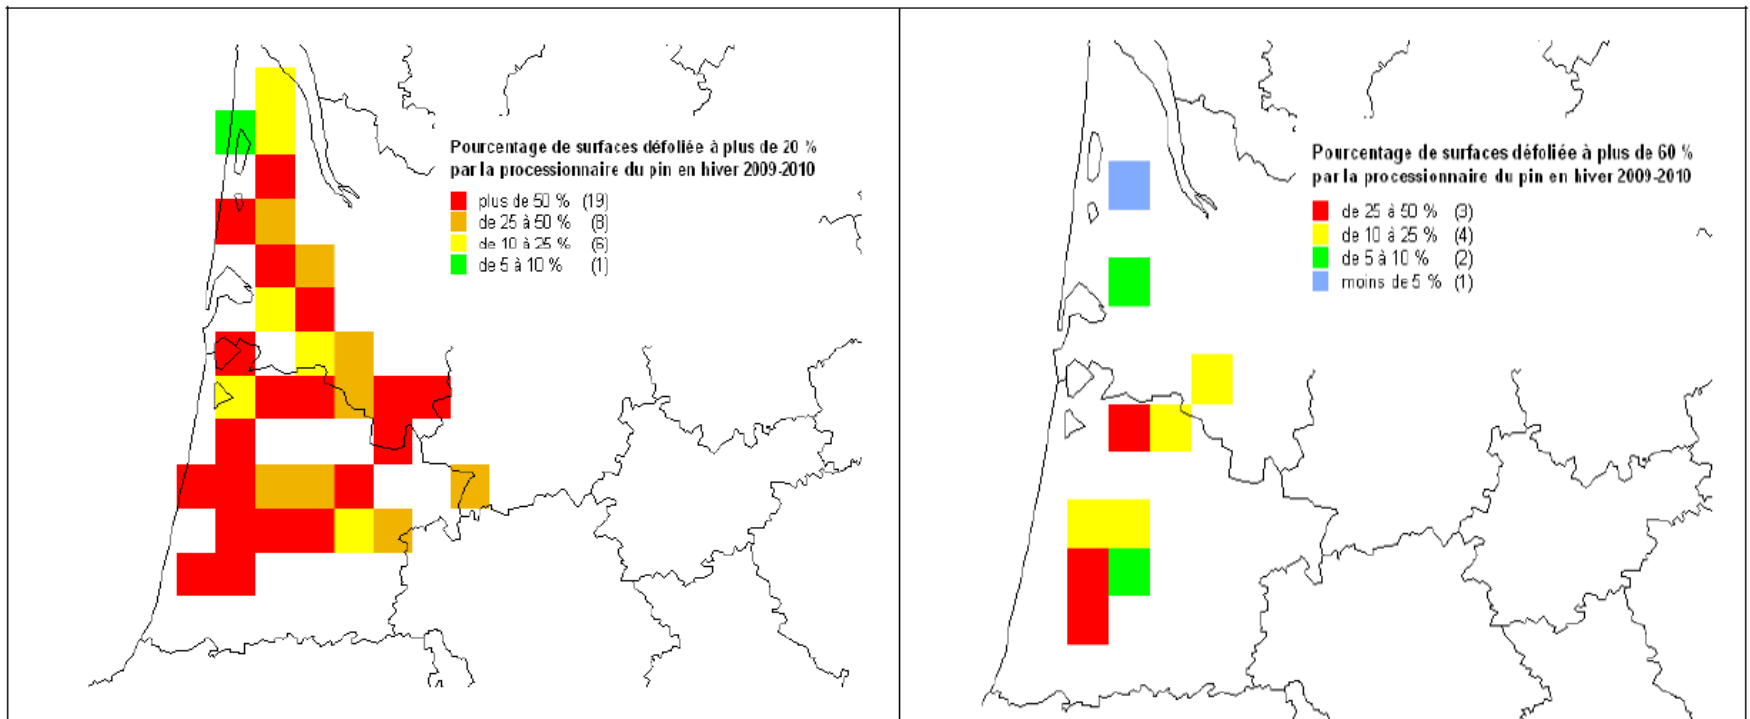 Pourcentage de surfaces défoliée à plus de 20 %
par la processionnaire du pin en hiver 2009-2010
plus de 50 % (19)
de 25 à 50 % (8)
de 10 à 25 % (6)
de 5 à 10 % (1)
Pourcentage de surfaces défoliée à plus de 60 %
par la processionnaire du pin en hiver 2009-2010
de 25 à 50 % (3)
de 10 à 25 % (4)
de 5 à 10 % (2)
moins de 5 % (1)